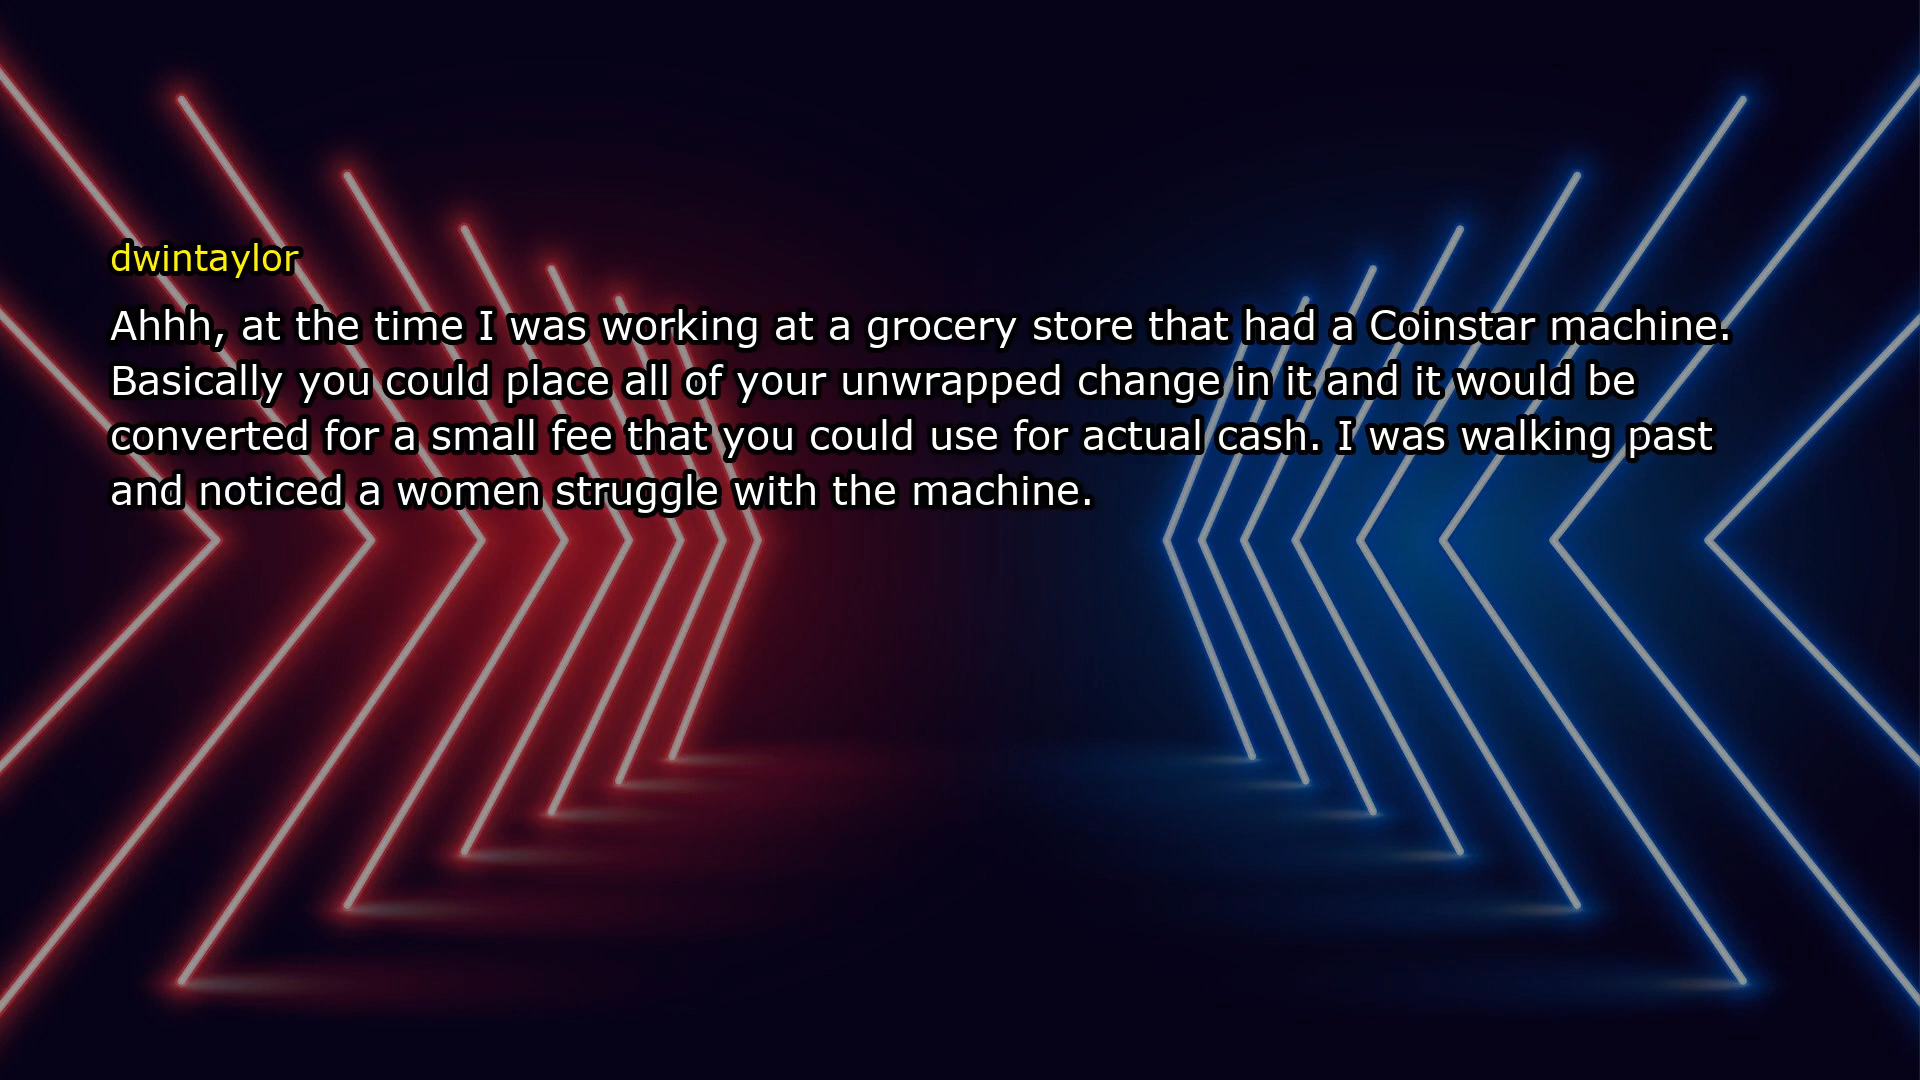 dwintaylor
Ahhh, at the time I was working at a grocery store that had a Coinstar machine.
Basically you could place all of your unwrapped change in it and it would be
converted for a small fee that you could use for actual cash. I was walking past
and noticed a women struggle with the machine.